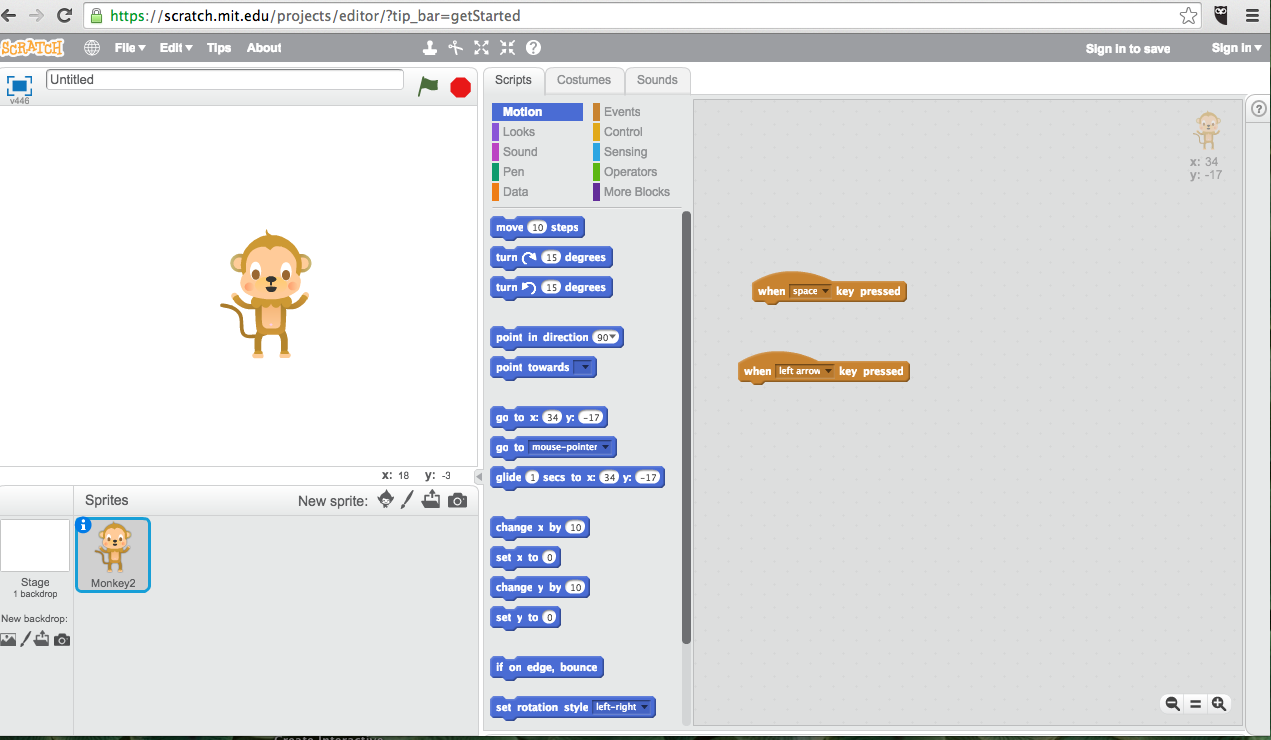 https://scratch.mit.edu/projects/editor/?tip_bar=getStarted
SCRATCH File Edit Tips About Sign in to save Sign in
Untitled
v446
Scripts Costumes Sounds
Motion Events
Looks Control
Sound Sensing
Pen Operators
Data More Blocks
move 10 steps
turn 15 degrees
turn 15 degrees
point in direction 90
point towards
go to x: 34 y: -17
go to mouse-pointer
glide 1 secs to x: 34 y: -17
change x by 10
set x to 0
change y by 10
set y to 0
if on edge, bounce
set rotation style left-right
x: 34
y: -17
when space key pressed
when left arrow key pressed
x: 18 y: -3
Sprites New sprite:
Monkey2
Stage
1 backdrop
New backdrop:
Create Interactive